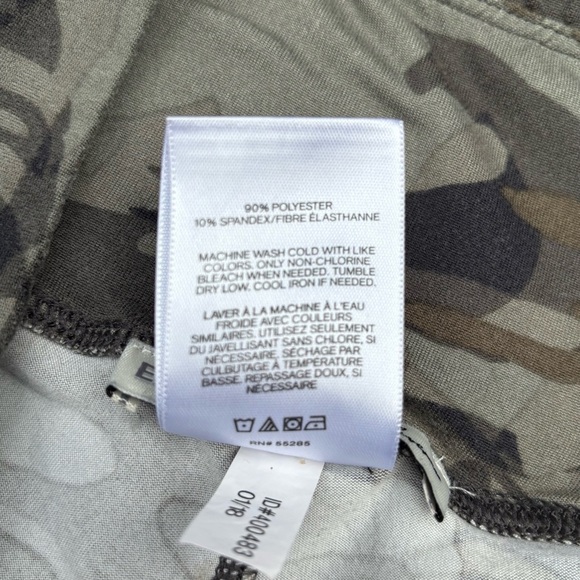 90% POLYESTER
10% SPANDEX/FIBRE ÉLASTHANNE
MACHINE WASH COLD WITH LIKE
COLORS. ONLY NON-CHLORINE
BLEACH WHEN NEEDED. TUMBLE
DRY LOW. COOL IRON IF NEEDED.
LAVER À LA MACHINE À L'EAU
FROIDE AVEC COULEURS
SIMILAIRES. UTILISEZ SEULEMENT
DU JAVELLISANT SANS CHLORE, SI
NÉCESSAIRE. SÉCHAGE PAR
CULBUTAGE À TEMPÉRATURE
BASSE. REPASSAGE DOUX, SI
NÉCESSAIRE
RN# 55285
ID#400483
01/18